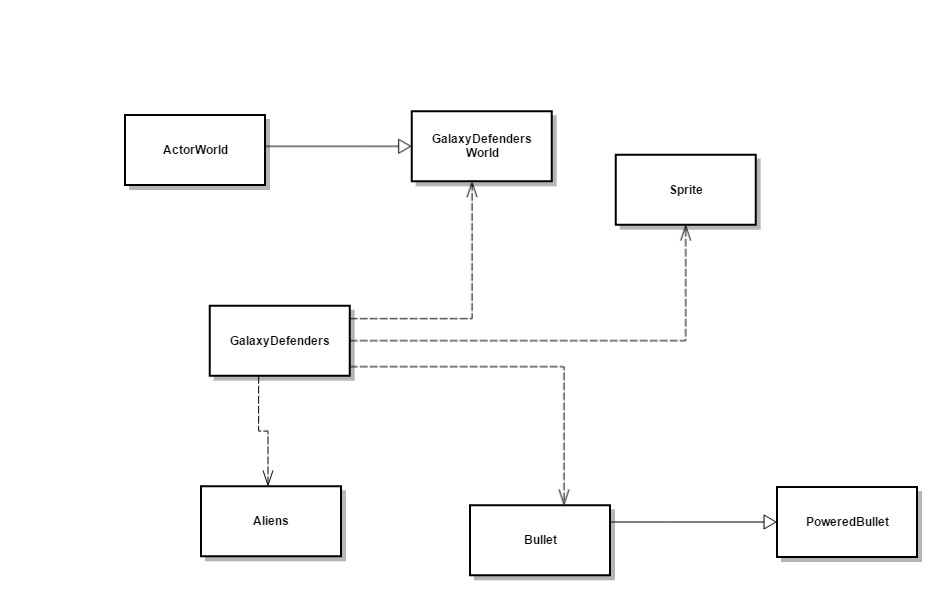 ActorWorld
GalaxyDefenders
World
Sprite
GalaxyDefenders
Aliens
Bullet
PoweredBullet